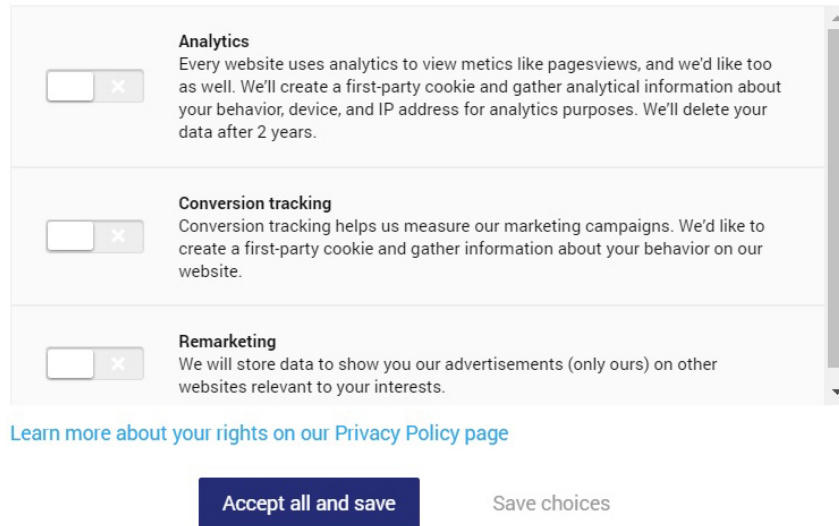 Analytics
Every website uses analytics to view metics like pagesviews, and we'd like too
as well. We'll create a first-party cookie and gather analytical information about
your behavior, device, and IP address for analytics purposes. We'll delete your
data after 2 years.
Conversion tracking
Conversion tracking helps us measure our marketing campaigns. We'd like to
create a first-party cookie and gather information about your behavior on our
website.
Remarketing
We will store data to show you our advertisements (only ours) on other
websites relevant to your interests.
Learn more about your rights on our Privacy Policy page
Accept all and save
Save choices